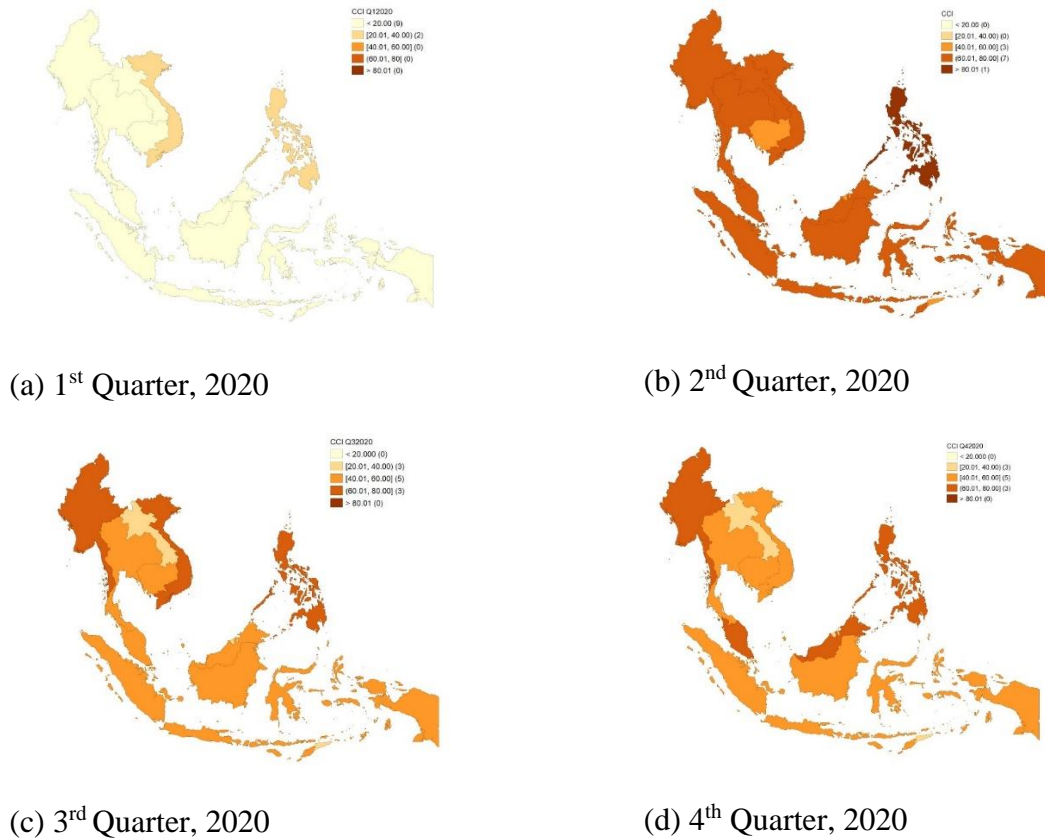 CCI Q12020
< 20.00 (9)
[20.01, 40.00) (2)
[40.01, 60.00] (0)
(60.01, 80] (0)
> 80.01 (0)
CCI
< 20.00 (0)
[20.01, 40.00) (0)
[40.01, 60.00] (3)
(60.01, 80.00] (7)
> 80.01 (1)
(a) 1st Quarter, 2020
(b) 2nd Quarter, 2020
CCI Q32020
< 20.000 (0)
[20.01, 40.00) (3)
[40.01, 60.00] (5)
(60.01, 80.00] (3)
> 80.01 (0)
CCI Q42020
< 20.000 (0)
[20.01, 40.00) (3)
[40.01, 60.00] (5)
(60.01, 80.00] (3)
> 80.01 (0)
(c) 3rd Quarter, 2020
(d) 4th Quarter, 2020